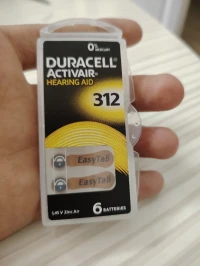 0%
MERCURY
DURACELL®
ACTIVAIR®
HEARING AID
312
EasyTab
EasyTab
1.45 V Zinc Air
6 BATTERIES